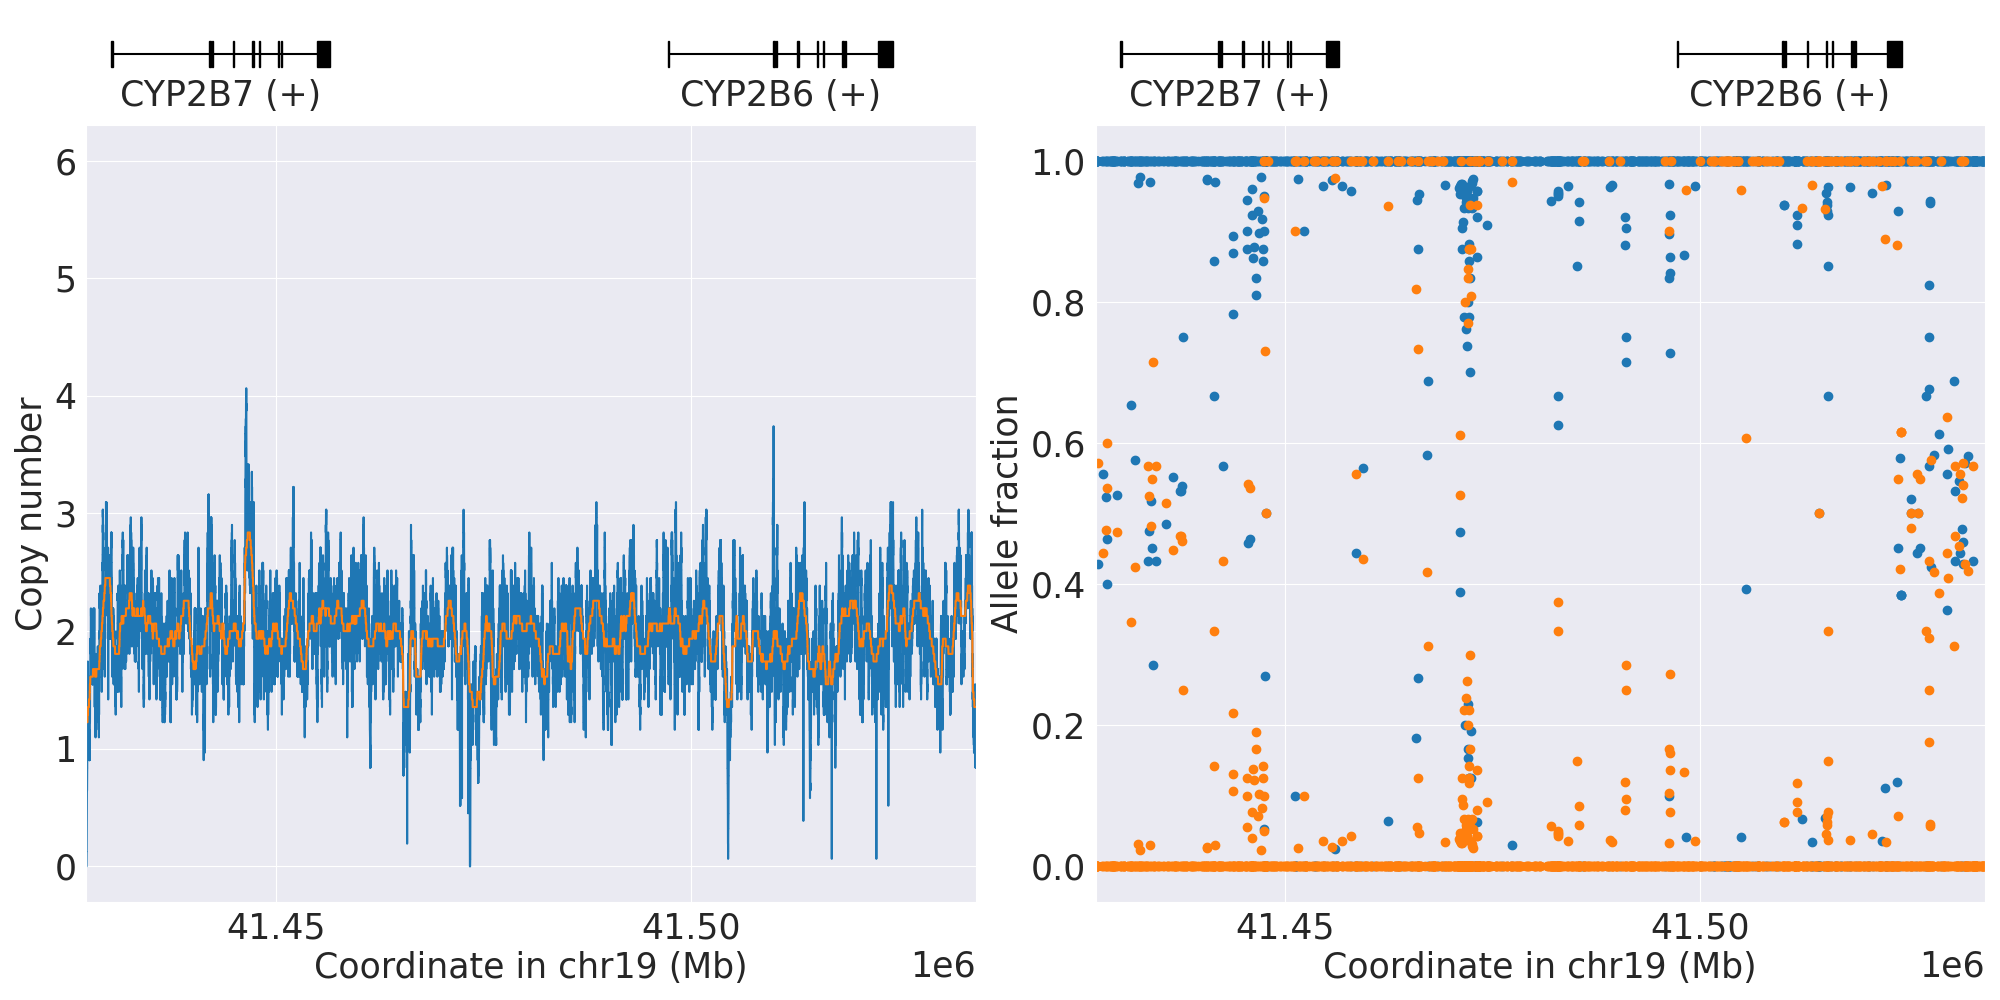 CYP2B7 (+)
CYP2B6 (+)
6
5
4
3
2
1
0
Copy number
41.45
41.50
Coordinate in chr19 (Mb)
1e6
CYP2B7 (+)
CYP2B6 (+)
1.0
0.8
0.6
0.4
0.2
0.0
Allele fraction
41.45
41.50
Coordinate in chr19 (Mb)
1e6